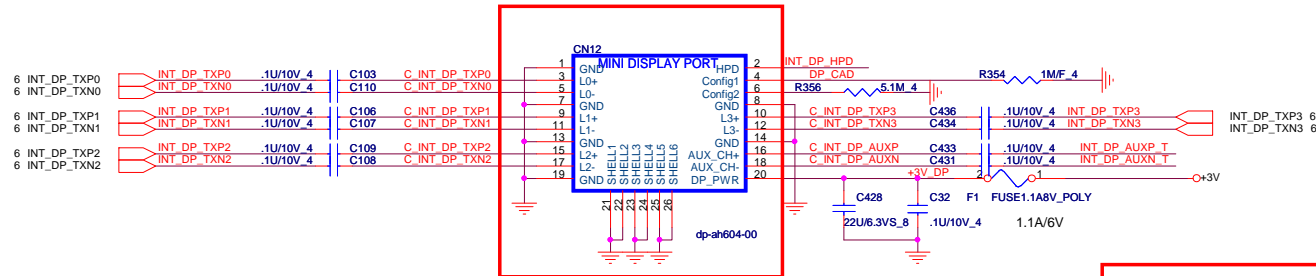 CN12
MINI DISPLAY PORT
6 INT_DP_TXP0 INT_DP_TXP0 .1U/10V_4 C103 C_INT_DP_TXP0 3 L0+
6 INT_DP_TXN0 INT_DP_TXN0 .1U/10V_4 C110 C_INT_DP_TXN0 5 L0-
6 INT_DP_TXP1 INT_DP_TXP1 .1U/10V_4 C106 C_INT_DP_TXP1 9 L1+
6 INT_DP_TXN1 INT_DP_TXN1 .1U/10V_4 C107 C_INT_DP_TXN1 11 L1-
6 INT_DP_TXP2 INT_DP_TXP2 .1U/10V_4 C109 C_INT_DP_TXP2 15 L2+
6 INT_DP_TXN2 INT_DP_TXN2 .1U/10V_4 C108 C_INT_DP_TXN2 17 L2-
1 GND
7 GND
13 GND
19 GND
HPD 2 INT_DP_HPD
Config1 4 DP_CAD R354 1M/F_4
Config2 6 R356 5.1M_4
GND 8
L3+ 10 C_INT_DP_TXP3 C436 .1U/10V_4 INT_DP_TXP3 INT_DP_TXP3 6
L3- 12 C_INT_DP_TXN3 C434 .1U/10V_4 INT_DP_TXN3 INT_DP_TXN3 6
GND 14
AUX_CH+ 16 C_INT_DP_AUXP C433 .1U/10V_4 INT_DP_AUXP_T
AUX_CH- 18 C_INT_DP_AUXN C431 .1U/10V_4 INT_DP_AUXN_T
DP_PWR 20 +3V_DP 2 1 +3V
F1 FUSE1.1A8V_POLY
1.1A/6V
C428
22U/6.3VS_8
C32
.1U/10V_4
SHELL1
SHELL2
SHELL3
SHELL4
SHELL5
SHELL6
21
22
23
24
25
26
dp-ah604-00